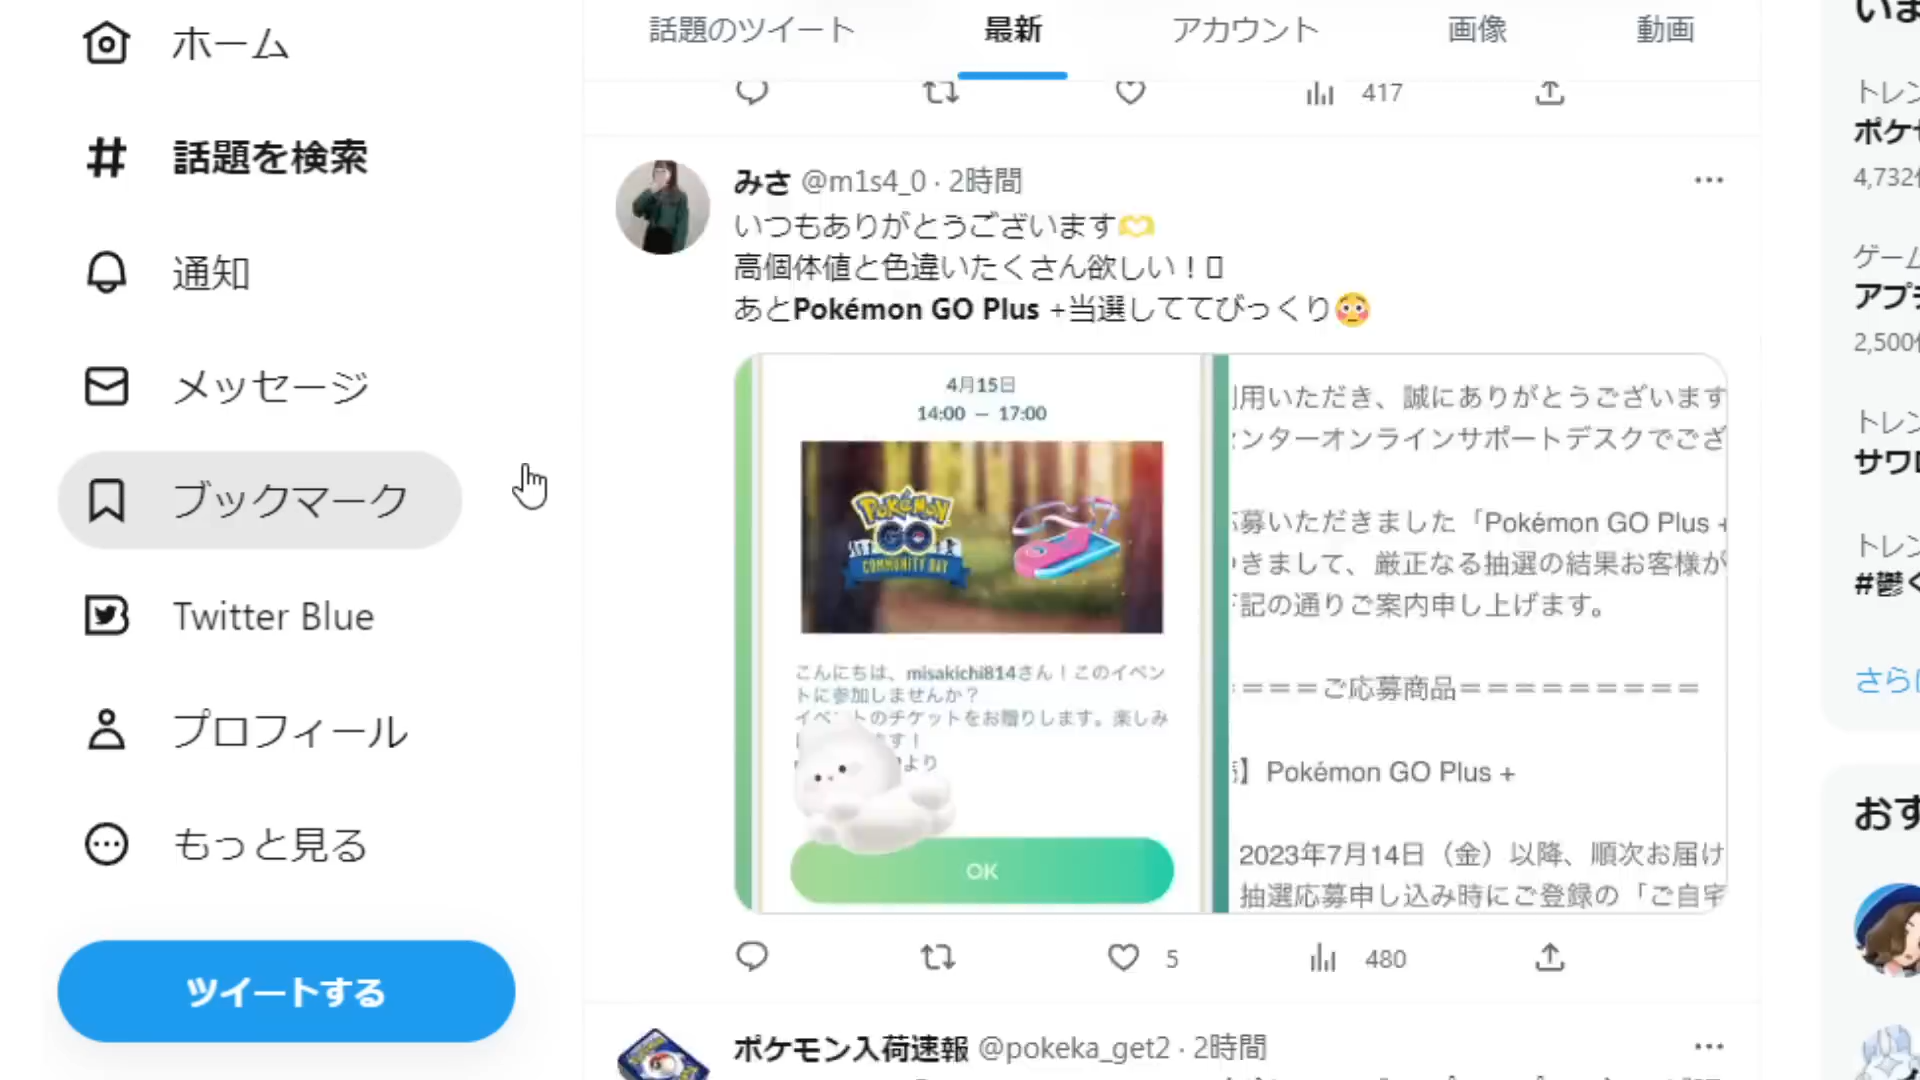 ホーム
話題を検索
通知
メッセージ
ブックマーク
Twitter Blue
プロフィール
もっと見る
ツイートする
話題のツイート 最新 アカウント 画像 動画
417
みさ @m1s4_0 · 2時間
いつもありがとうございます🫶
高個体値と色違いたくさん欲しい！▯
あとPokémon GO Plus +当選しててびっくり😳
4月15日
14:00 － 17:00
Pokémon
GO
COMMUNITY DAY
こんにちは、misakichi814さん！このイベン
トに参加しませんか？
イベントのチケットをお贈りします。楽しみ
ます！
より
OK
用いただき、誠にありがとうございます
ンターオンラインサポートデスクでござ
募いただきました「Pokémon GO Plus +
きまして、厳正なる抽選の結果お客様が
記の通りご案内申し上げます。
＝＝＝ご応募商品＝＝＝＝＝＝＝＝＝
】Pokémon GO Plus +
2023年7月14日（金）以降、順次お届け
抽選応募申し込み時にご登録の「ご自宅
5 480
ポケモン入荷速報 @pokeka_get2 · 2時間
いま
トレン
ポケモ
4,732
ゲーム
アプ
2,500
トレン
サワ
トレン
#鬱く
さら
おす